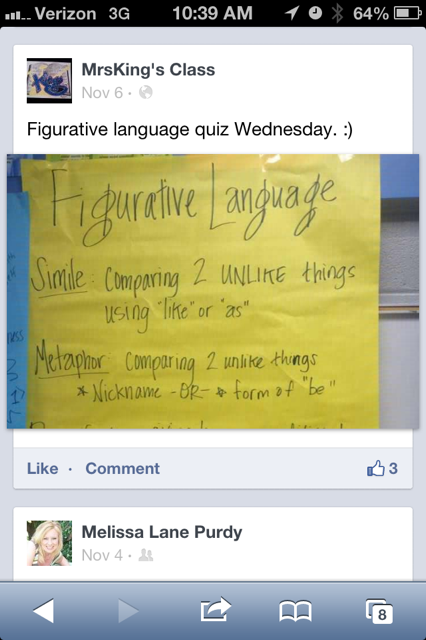 Verizon 3G 10:39 AM 64%
MrsKing's Class
Nov 6
Figurative language quiz Wednesday. :)
Figurative Language
Simile: Comparing 2 UNLIKE things
using "like" or "as"
Metaphor: Comparing 2 unlike things
* Nickname -OR- * form of "be"
Like · Comment
3
Melissa Lane Purdy
Nov 4
8